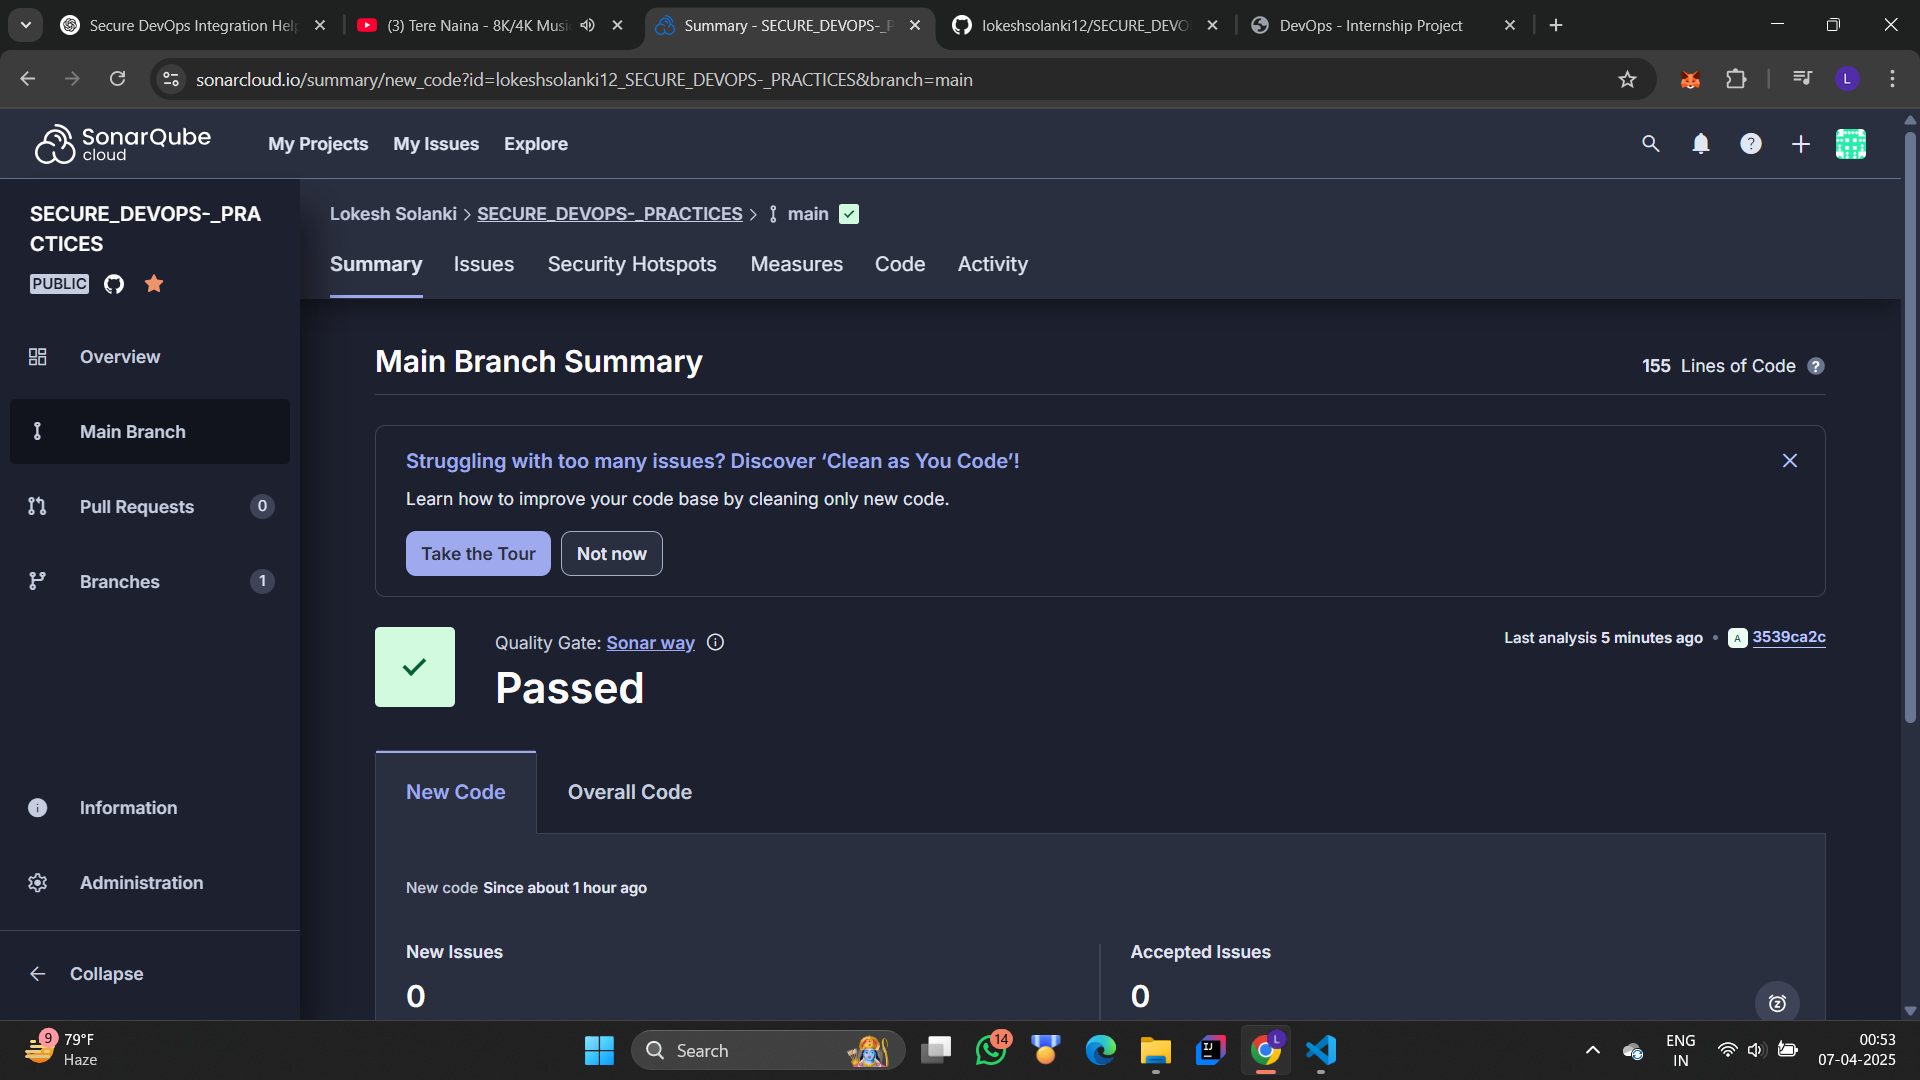 Secure DevOps Integration Hel
(3) Tere Naina - 8K/4K Musi
Summary - SECURE_DEVOPS-_P
lokeshsolanki12/SECURE_DEVO
DevOps - Internship Project
sonarcloud.io/summary/new_code?id=lokeshsolanki12_SECURE_DEVOPS-_PRACTICES&branch=main
L
SonarQube
cloud
My Projects
My Issues
Explore
SECURE_DEVOPS-_PRA
CTICES
PUBLIC
Overview
Main Branch
Pull Requests 0
Branches 1
Information
Administration
Collapse
Lokesh Solanki > SECURE_DEVOPS-_PRACTICES > main
Summary
Issues
Security Hotspots
Measures
Code
Activity
Main Branch Summary
155 Lines of Code ?
Struggling with too many issues? Discover ‘Clean as You Code’!
Learn how to improve your code base by cleaning only new code.
Take the Tour
Not now
Quality Gate: Sonar way
Passed
Last analysis 5 minutes ago • A 3539ca2c
New Code
Overall Code
New code Since about 1 hour ago
New Issues
0
Accepted Issues
0
9
79°F
Haze
Search
14
IJ
L
ENG
IN
00:53
07-04-2025